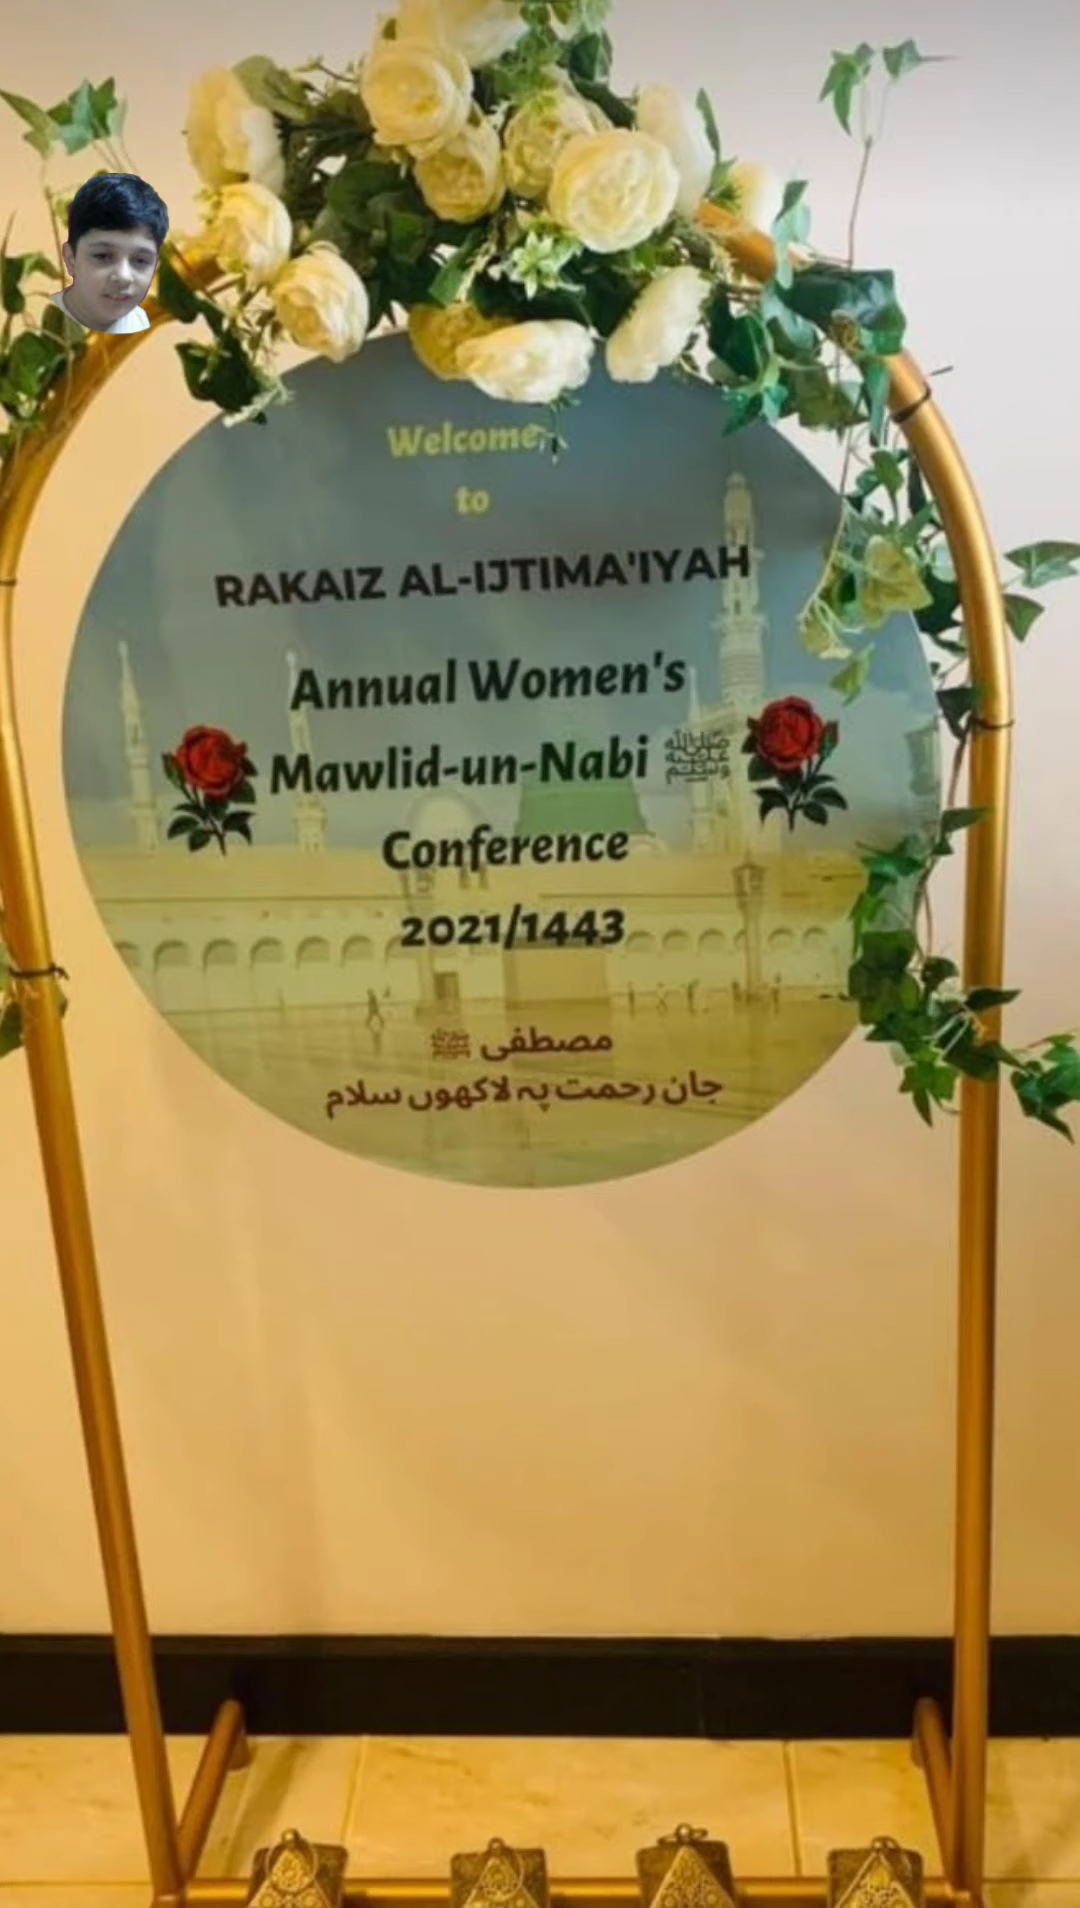 Welcome
to
RAKAIZ AL-IJTIMA'IYAH
Annual Women's
Mawlid-un-Nabi ﷺ
Conference
2021/1443
مصطفی ﷺ
جان رحمت پہ لاکھوں سلام